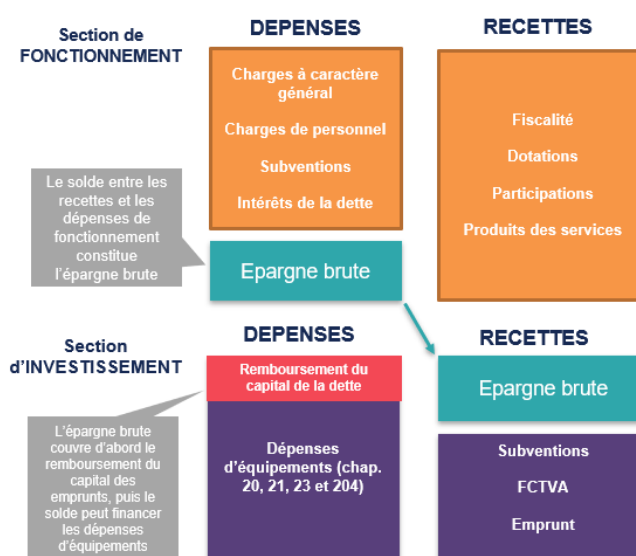 Section de
FONCTIONNEMENT
DEPENSES
RECETTES
Charges à caractère
général
Charges de personnel
Subventions
Intérêts de la dette
Fiscalité
Dotations
Participations
Produits des services
Le solde entre les
recettes et les
dépenses de
fonctionnement
constitue
l'épargne brute
Epargne brute
Section
d'INVESTISSEMENT
DEPENSES
RECETTES
Remboursement du
capital de la dette
Epargne brute
L'épargne brute
couvre d'abord le
remboursement du
capital des
emprunts, puis le
solde peut financer
les dépenses
d'équipements
Dépenses
d'équipements (chap.
20, 21, 23 et 204)
Subventions
FCTVA
Emprunt